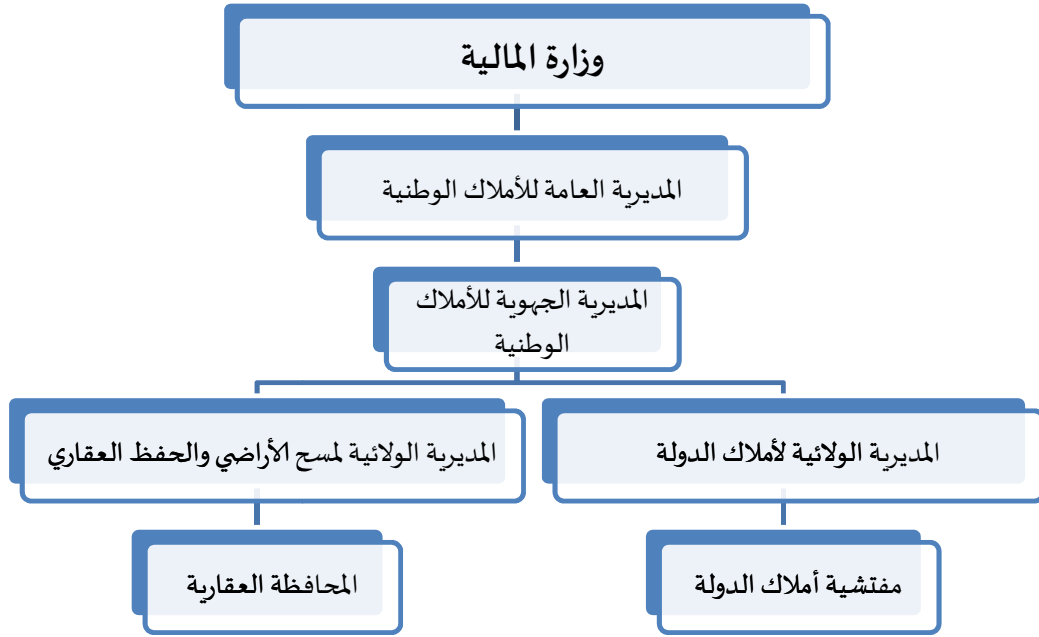 وزارة المالية
المديرية العامة للأملاك الوطنية
المديرية الجهوية للأملاك
الوطنية
المديرية الولائية لأملاك الدولة
المديرية الولائية لمسح الأراضي والحفظ العقاري
مفتشية أملاك الدولة
المحافظة العقارية